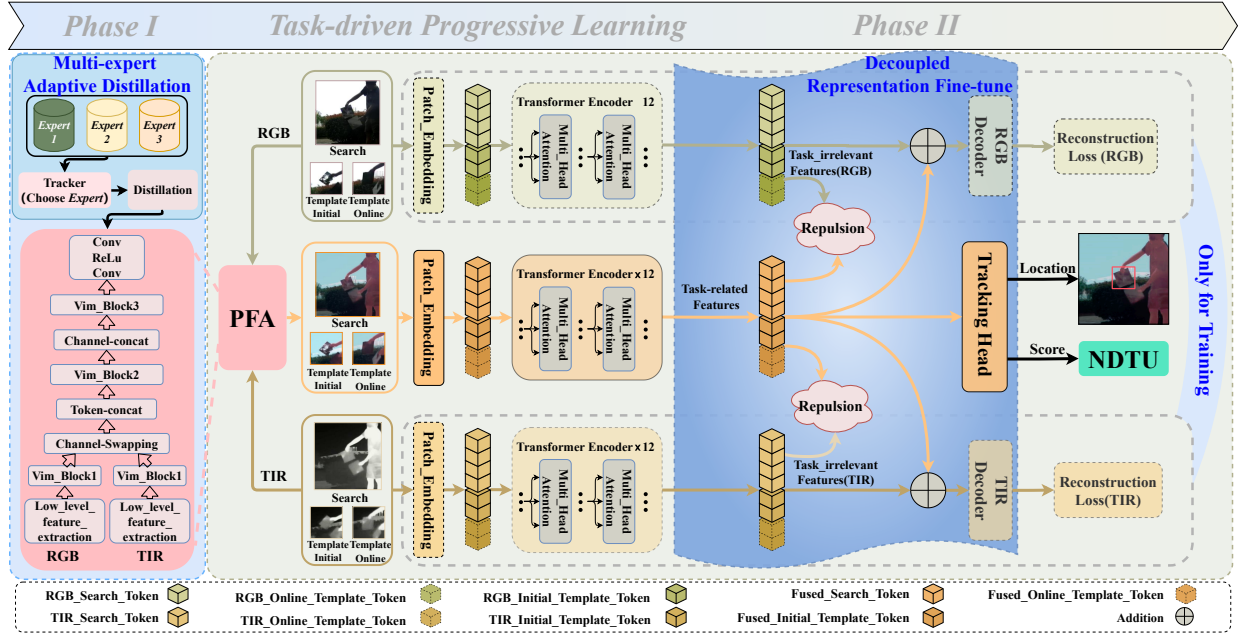 Phase I
Task-driven Progressive Learning
Phase II
Multi-expert
Adaptive Distillation
Expert
1
Expert
2
Expert
3
Tracker
(Choose Expert)
Distillation
Conv
ReLu
Conv
Vim_Block3
Channel-concat
Vim_Block2
Token-concat
Channel-Swapping
Vim_Block1
Vim_Block1
Low_level_
feature_
extraction
Low_level_
feature_
extraction
RGB
TIR
PFA
RGB
TIR
Search
Template
Initial
Template
Online
Search
Template
Initial
Template
Online
Search
Template
Initial
Template
Online
Patch_Embedding
Transformer Encoder 12
Multi_Head
Attention
Multi_Head
Attention
Patch_Embedding
Transformer Encoder×12
Multi_Head
Attention
Multi_Head
Attention
Patch_Embedding
Transformer Encoder×12
Multi_Head
Attention
Multi_Head
Attention
Decoupled
Representation Fine-tune
Task_irrelevant
Features(RGB)
Repulsion
Task-related
Features
Repulsion
Task_irrelevant
Features(TIR)
RGB
Decoder
Reconstruction
Loss (RGB)
Tracking Head
Location
Score
NDTU
TIR
Decoder
Reconstruction
Loss(TIR)
Only for Training
RGB_Search_Token
RGB_Online_Template_Token
RGB_Initial_Template_Token
Fused_Search_Token
Fused_Online_Template_Token
TIR_Search_Token
TIR_Online_Template_Token
TIR_Initial_Template_Token
Fused_Initial_Template_Token
Addition